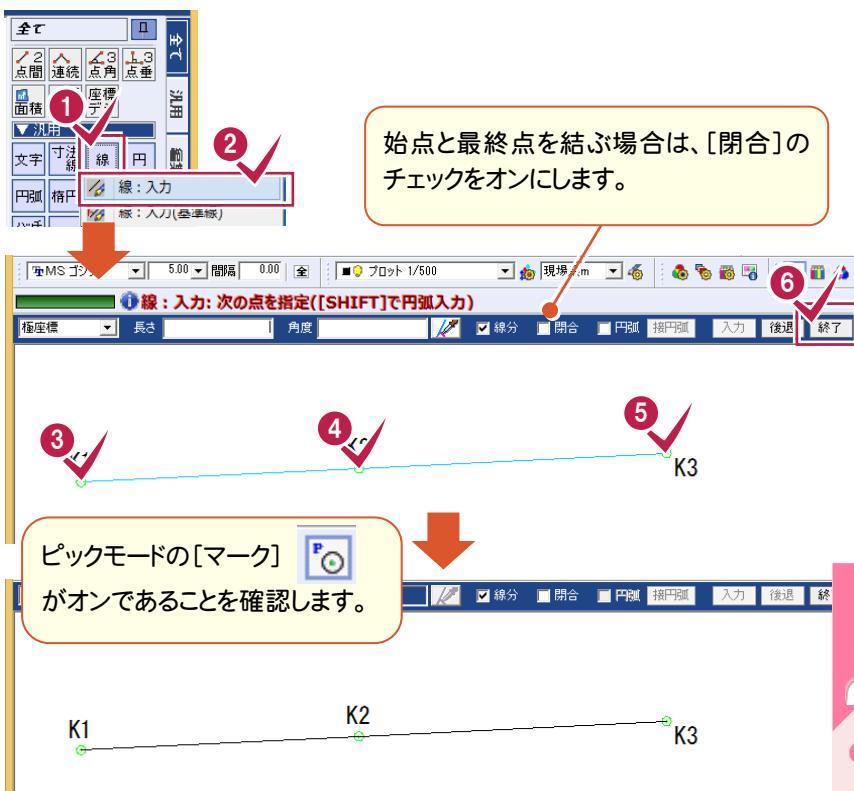 全て
全て
2
点間
連続
3
点角
3
点垂
面積
座標
汎用
1
▼汎用
文字
寸法
線
線
円
2
円弧
楕円
線：入力
線：入力(基準線)
始点と最終点を結ぶ場合は、[閉合]の
チェックをオンにします。
MS ゴシ
5.00
間隔
0.00
全
プロット 1/500
現場
m
6
線：入力: 次の点を指定([SHIFT]で円弧入力)
極座標
長さ
角度
線分
閉合
円弧
接円弧
入力
後退
終了
3
4
5
K3
ピックモードの[マーク]
P
がオンであることを確認します。
線分
閉合
円弧
接円弧
入力
後退
終
K1
K2
K3